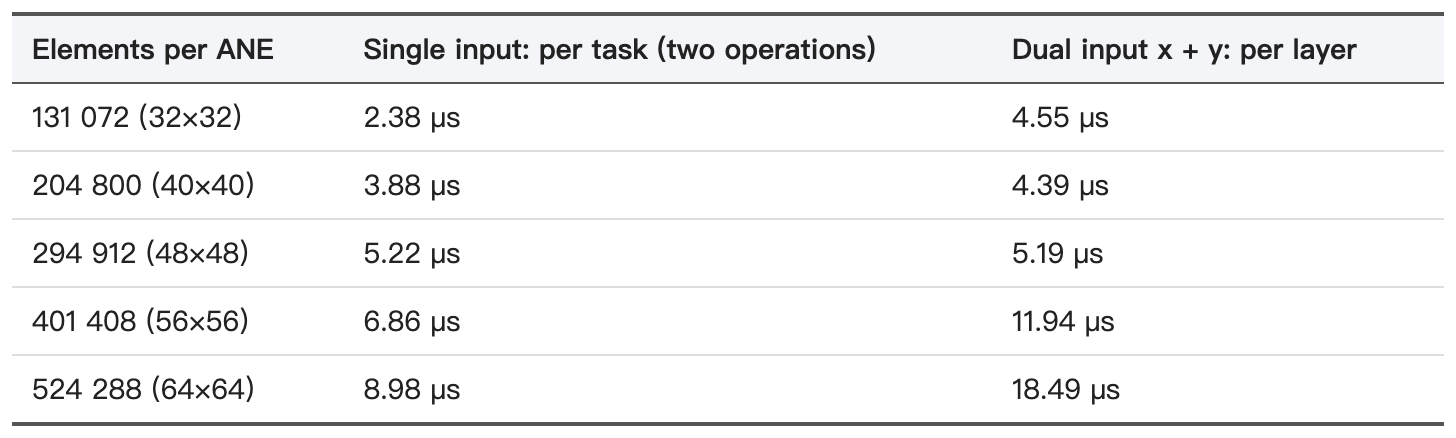 Elements per ANE Single input: per task (two operations) Dual input x + y: per layer
131 072 (32×32) 2.38 µs 4.55 µs
204 800 (40×40) 3.88 µs 4.39 µs
294 912 (48×48) 5.22 µs 5.19 µs
401 408 (56×56) 6.86 µs 11.94 µs
524 288 (64×64) 8.98 µs 18.49 µs